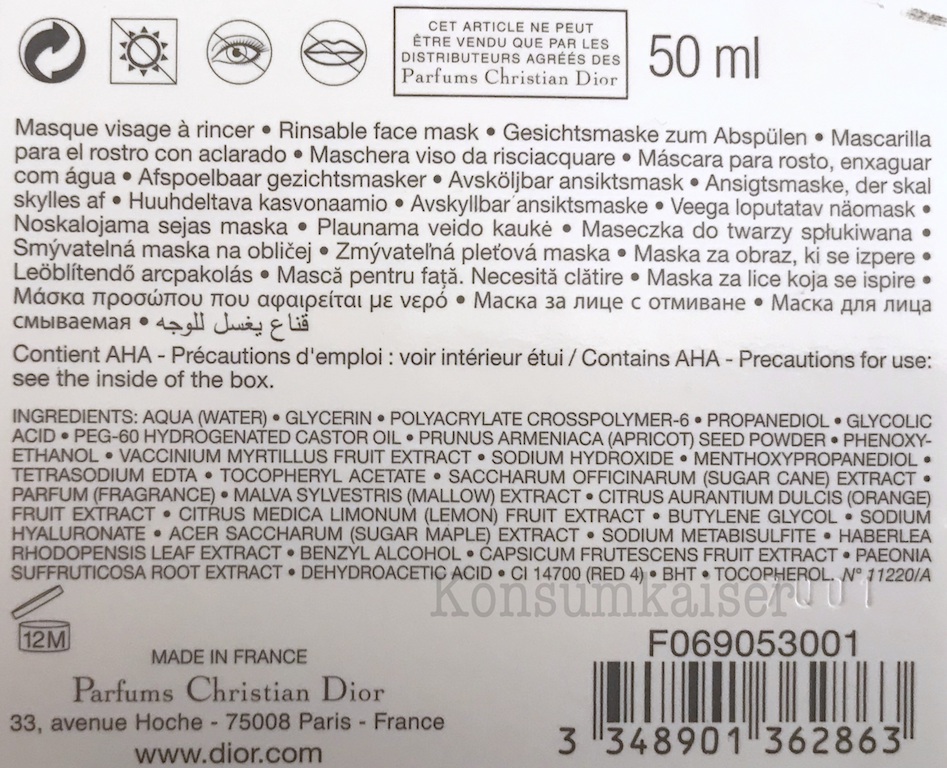 CET ARTICLE NE PEUT
ÊTRE VENDU QUE PAR LES
DISTRIBUTEURS AGRÉÉS DES
Parfums Christian Dior
50 ml
Masque visage à rincer • Rinsable face mask • Gesichtsmaske zum Abspülen • Mascarilla
para el rostro con aclarado • Maschera viso da risciacquare • Máscara para rosto, enxaguar
com água • Afspoelbaar gezichtsmasker • Avsköljbar ansiktsmask • Ansigtsmaske, der skal
skylles af • Huuhdeltava kasvonaamio • Avskyllbar ansiktsmaske • Veega loputatav näomask •
Noskalojama sejas maska • Plaunama veido kaukė • Maseczka do twarzy spłukiwana •
Smývatelná maska na obličej • Zmývateľná pleťová maska • Maska za obraz, ki se izpere •
Leöblítendő arcpakolás • Mască pentru față. Necesită clătire • Maska za lice koja se ispire •
Μάσκα προσώπου που αφαιρείται με νερό • Маска за лице с отмиване • Маска для лица
смываемая • قناع يغسل للوجه
Contient AHA - Précautions d'emploi : voir intérieur étui / Contains AHA - Precautions for use:
see the inside of the box.
INGREDIENTS: AQUA (WATER) • GLYCERIN • POLYACRYLATE CROSSPOLYMER-6 • PROPANEDIOL • GLYCOLIC
ACID • PEG-60 HYDROGENATED CASTOR OIL • PRUNUS ARMENIACA (APRICOT) SEED POWDER • PHENOXY-
ETHANOL • VACCINIUM MYRTILLUS FRUIT EXTRACT • SODIUM HYDROXIDE • MENTHOXYPROPANEDIOL •
TETRASODIUM EDTA • TOCOPHERYL ACETATE • SACCHARUM OFFICINARUM (SUGAR CANE) EXTRACT •
PARFUM (FRAGRANCE) • MALVA SYLVESTRIS (MALLOW) EXTRACT • CITRUS AURANTIUM DULCIS (ORANGE)
FRUIT EXTRACT • CITRUS MEDICA LIMONUM (LEMON) FRUIT EXTRACT • BUTYLENE GLYCOL • SODIUM
HYALURONATE • ACER SACCHARUM (SUGAR MAPLE) EXTRACT • SODIUM METABISULFITE • HABERLEA
RHODOPENSIS LEAF EXTRACT • BENZYL ALCOHOL • CAPSICUM FRUTESCENS FRUIT EXTRACT • PAEONIA
SUFFRUTICOSA ROOT EXTRACT • DEHYDROACETIC ACID • CI 14700 (RED 4) • BHT • TOCOPHEROL. N° 11220/A
Konsumkaiser
12M
MADE IN FRANCE
Parfums Christian Dior
33, avenue Hoche - 75008 Paris - France
www.dior.com
F069053001
3 348901 362863